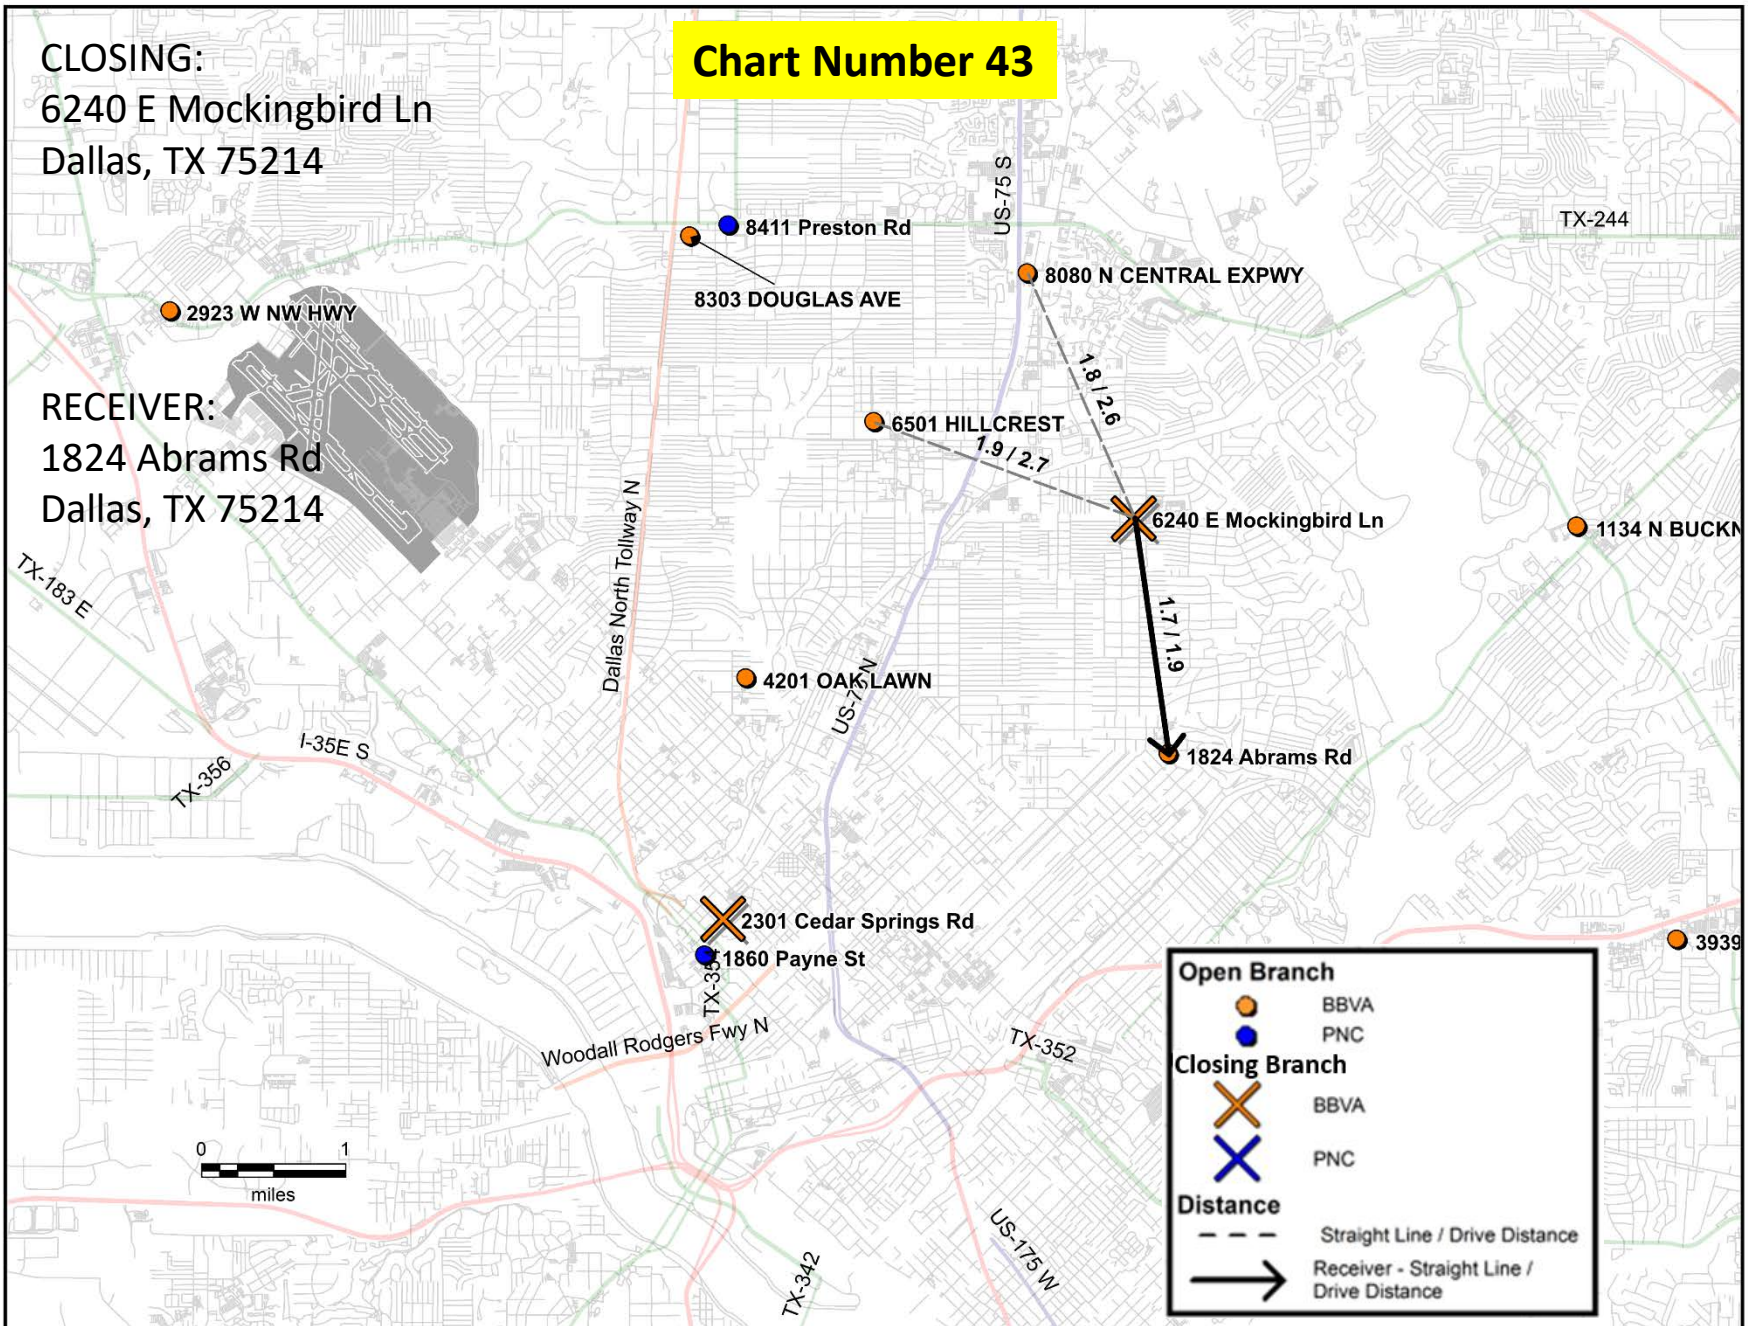 CLOSING:
6240 E Mockingbird Ln
Dallas, TX 75214
Chart Number 43
US-75 S
TX-244
8411 Preston Rd
8303 DOUGLAS AVE
8080 N CENTRAL EXPWY
2923 W NW HWY
RECEIVER:
1824 Abrams Rd
Dallas, TX 75214
1.8 / 2.6
6501 HILLCREST
1.9 / 2.7
6240 E Mockingbird Ln
1134 N BUCKN
TX-183 E
Dallas North Tollway N
1.7 / 1.9
4201 OAK LAWN
US-75 N
I-35E S
TX-356
1824 Abrams Rd
2301 Cedar Springs Rd
1860 Payne St
TX-354
3939
Woodall Rodgers Fwy N
TX-352
0 1
miles
US-175 W
TX-342
Open Branch
BBVA
PNC
Closing Branch
BBVA
PNC
Distance
Straight Line / Drive Distance
Receiver - Straight Line /
Drive Distance